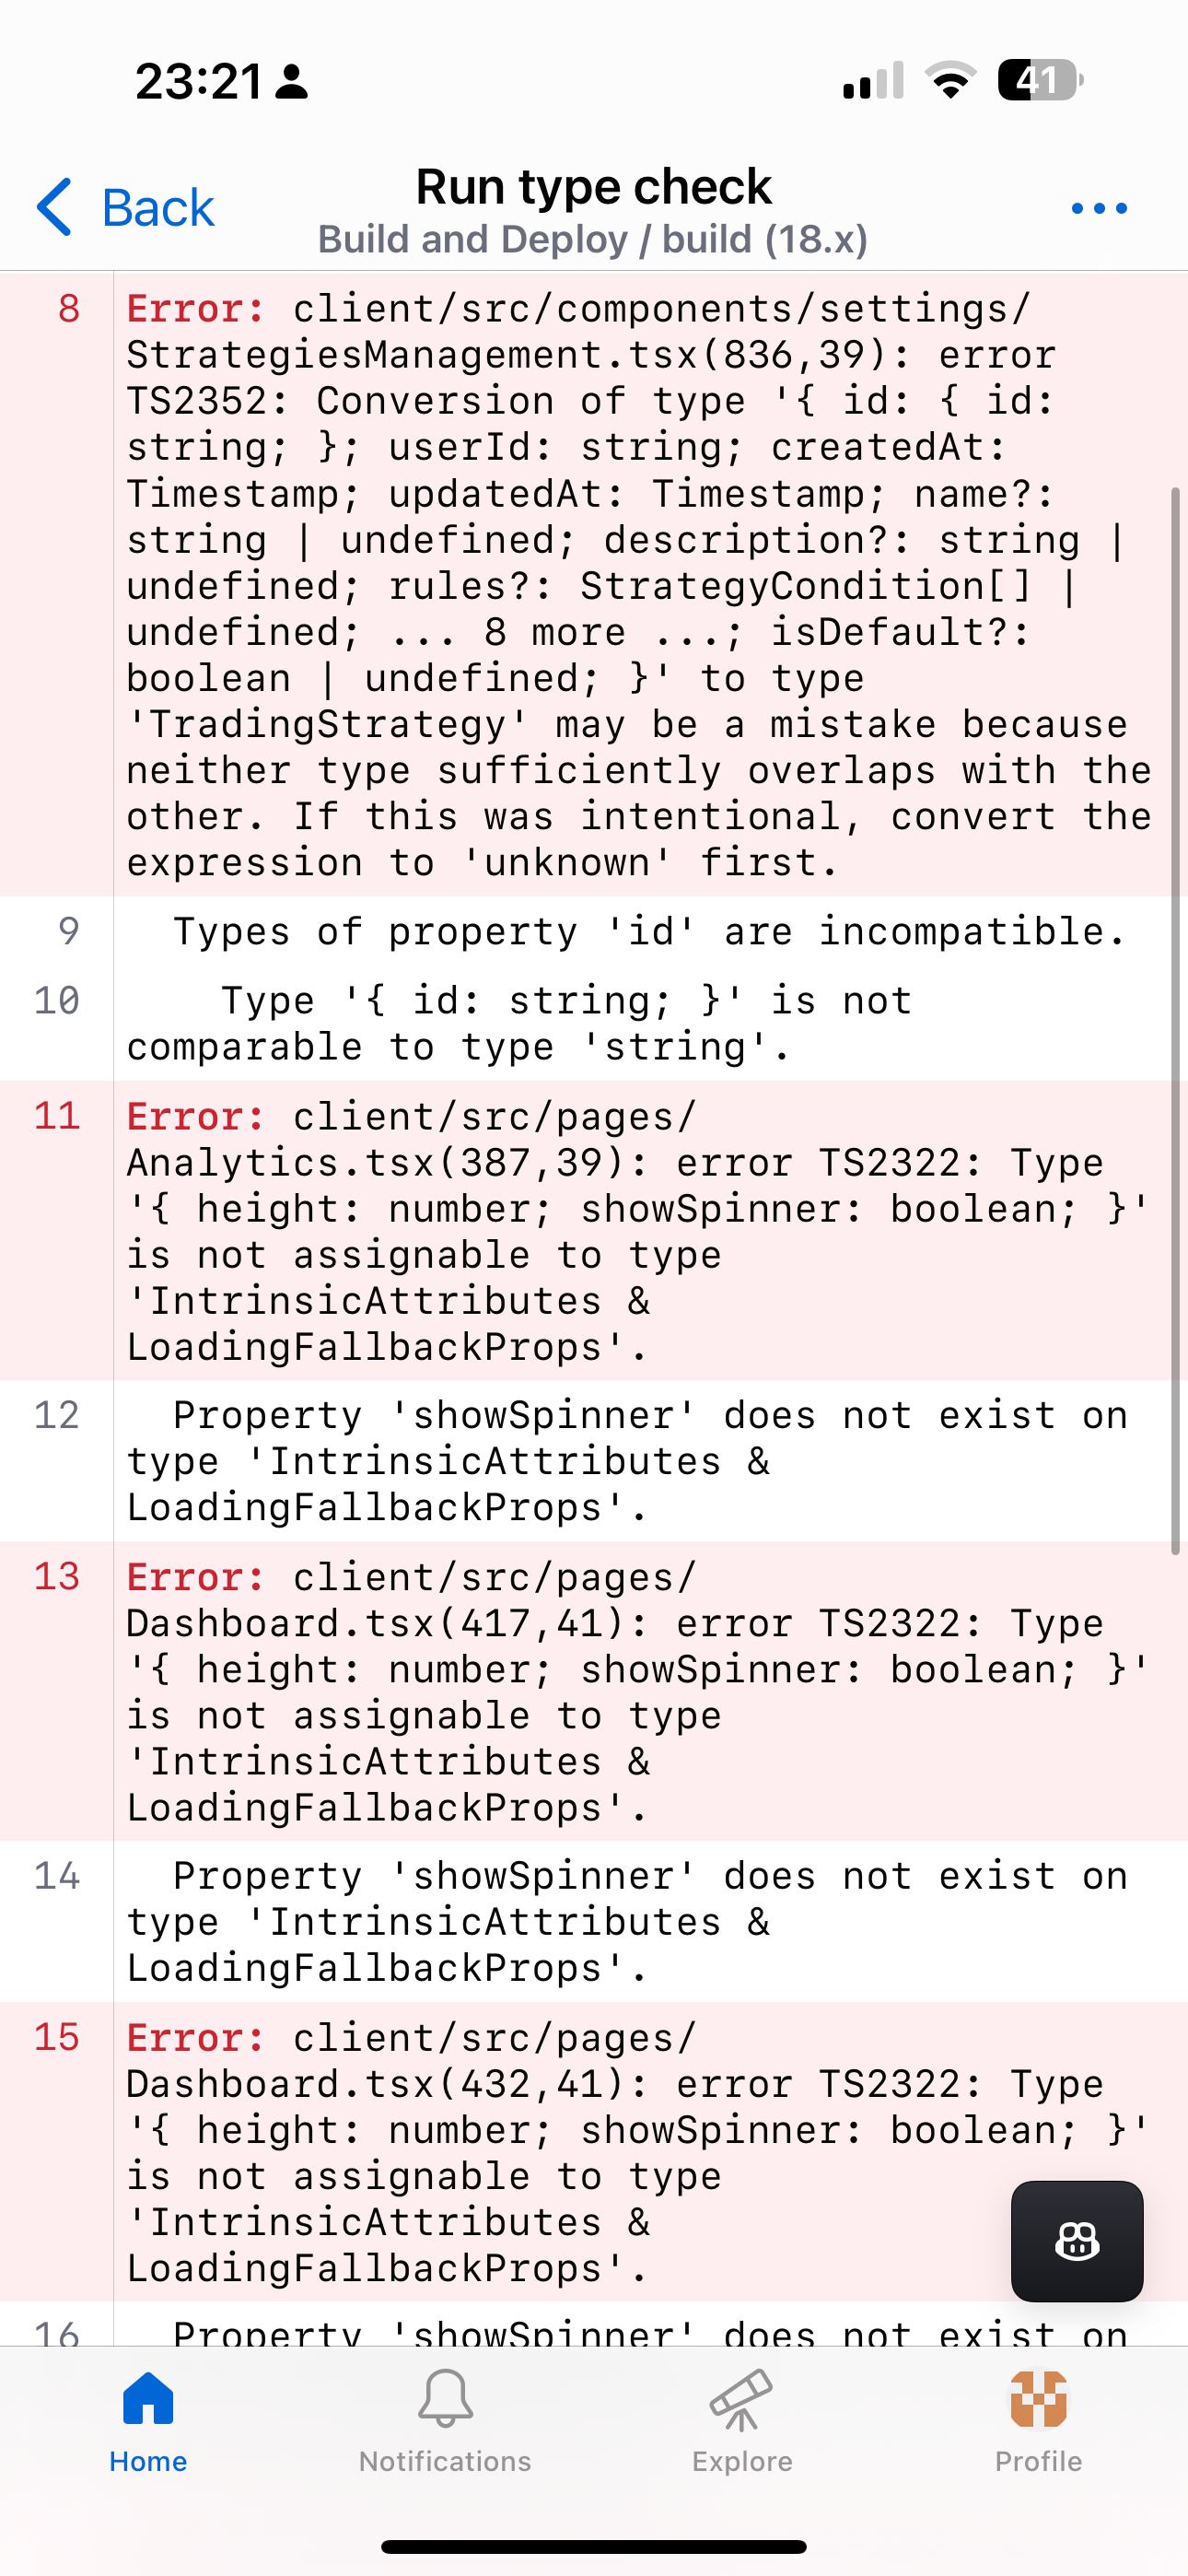 23:21
41
Back
Run type check
Build and Deploy / build (18.x)
8 Error: client/src/components/settings/
StrategiesManagement.tsx(836,39): error
TS2352: Conversion of type '{ id: { id:
string; }; userId: string; createdAt:
Timestamp; updatedAt: Timestamp; name?:
string | undefined; description?: string |
undefined; rules?: StrategyCondition[] |
undefined; ... 8 more ...; isDefault?:
boolean | undefined; }' to type
'TradingStrategy' may be a mistake because
neither type sufficiently overlaps with the
other. If this was intentional, convert the
expression to 'unknown' first.
9 Types of property 'id' are incompatible.
10 Type '{ id: string; }' is not
comparable to type 'string'.
11 Error: client/src/pages/
Analytics.tsx(387,39): error TS2322: Type
'{ height: number; showSpinner: boolean; }'
is not assignable to type
'IntrinsicAttributes &
LoadingFallbackProps'.
12 Property 'showSpinner' does not exist on
type 'IntrinsicAttributes &
LoadingFallbackProps'.
13 Error: client/src/pages/
Dashboard.tsx(417,41): error TS2322: Type
'{ height: number; showSpinner: boolean; }'
is not assignable to type
'IntrinsicAttributes &
LoadingFallbackProps'.
14 Property 'showSpinner' does not exist on
type 'IntrinsicAttributes &
LoadingFallbackProps'.
15 Error: client/src/pages/
Dashboard.tsx(432,41): error TS2322: Type
'{ height: number; showSpinner: boolean; }'
is not assignable to type
'IntrinsicAttributes &
LoadingFallbackProps'.
16 Property 'showSpinner' does not exist on
Home
Notifications
Explore
Profile